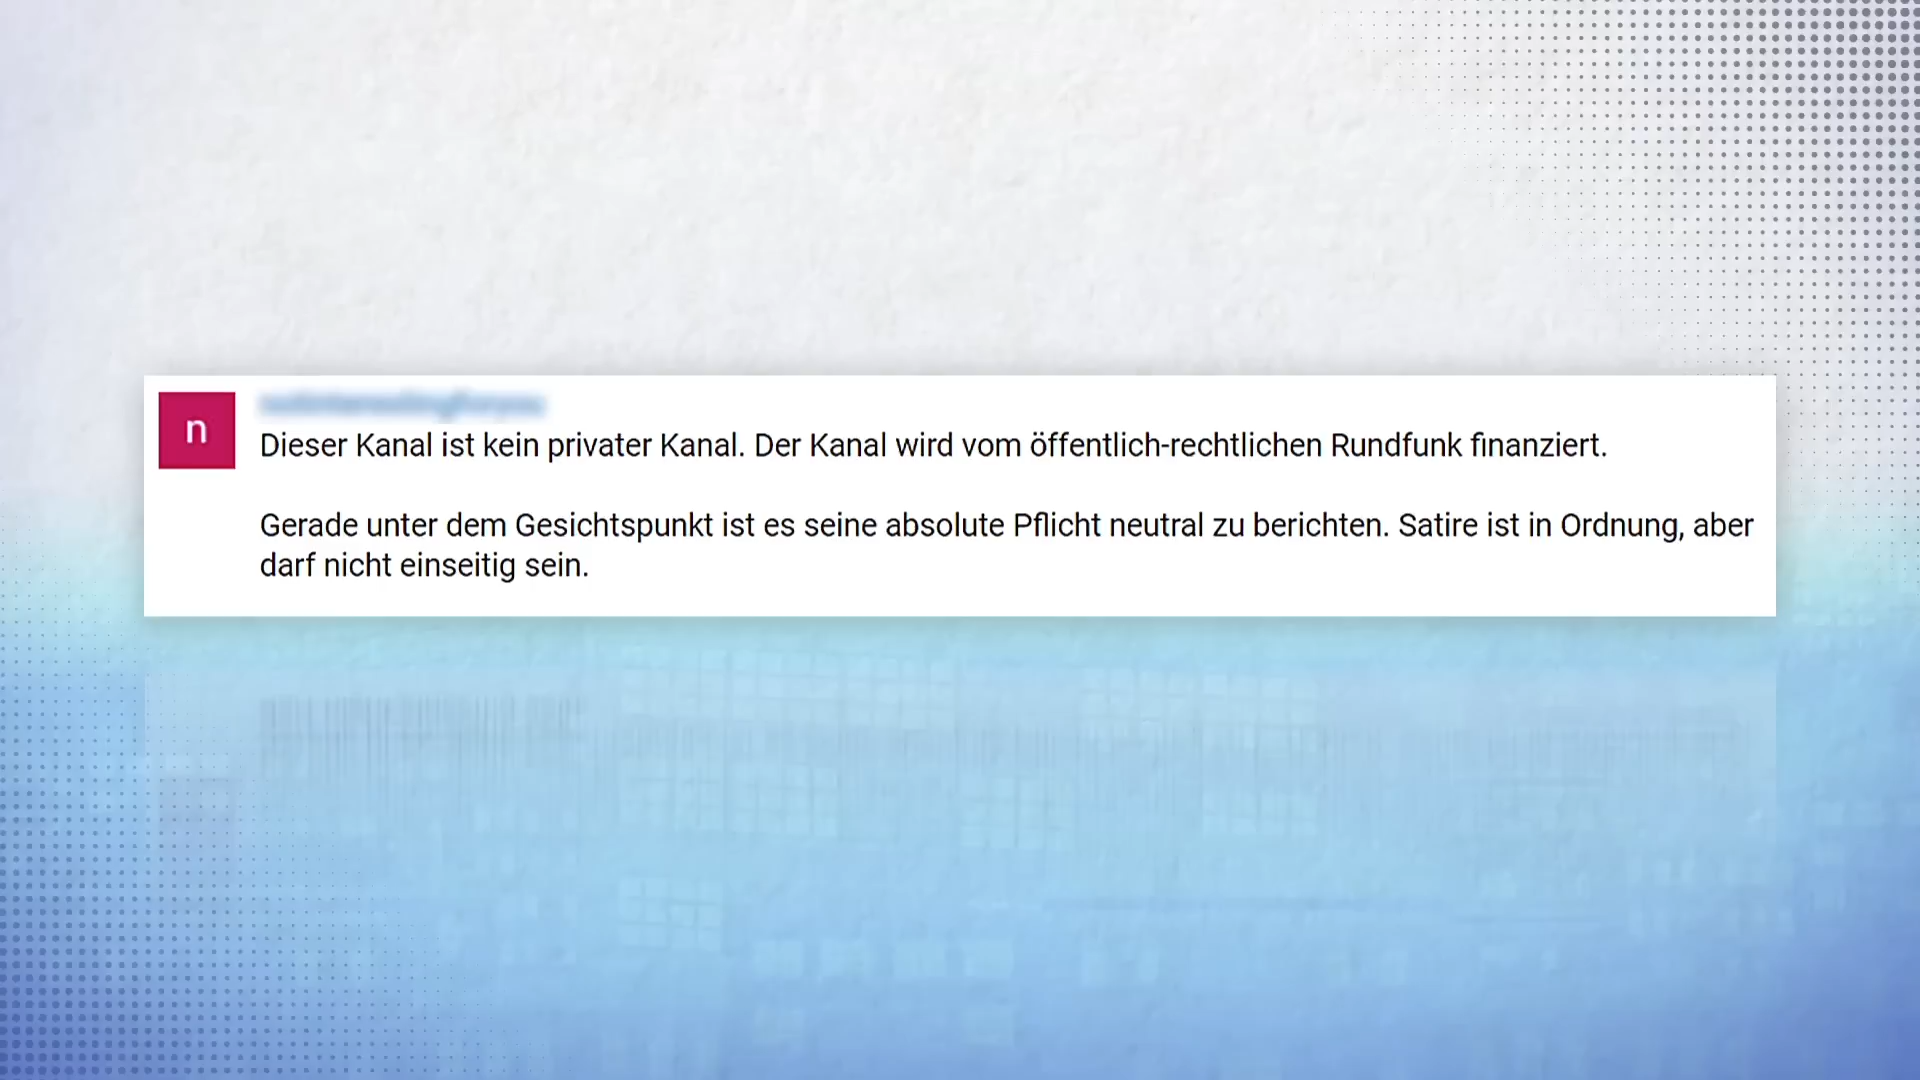 n
Dieser Kanal ist kein privater Kanal. Der Kanal wird vom öffentlich-rechtlichen Rundfunk finanziert.
Gerade unter dem Gesichtspunkt ist es seine absolute Pflicht neutral zu berichten. Satire ist in Ordnung, aber
darf nicht einseitig sein.